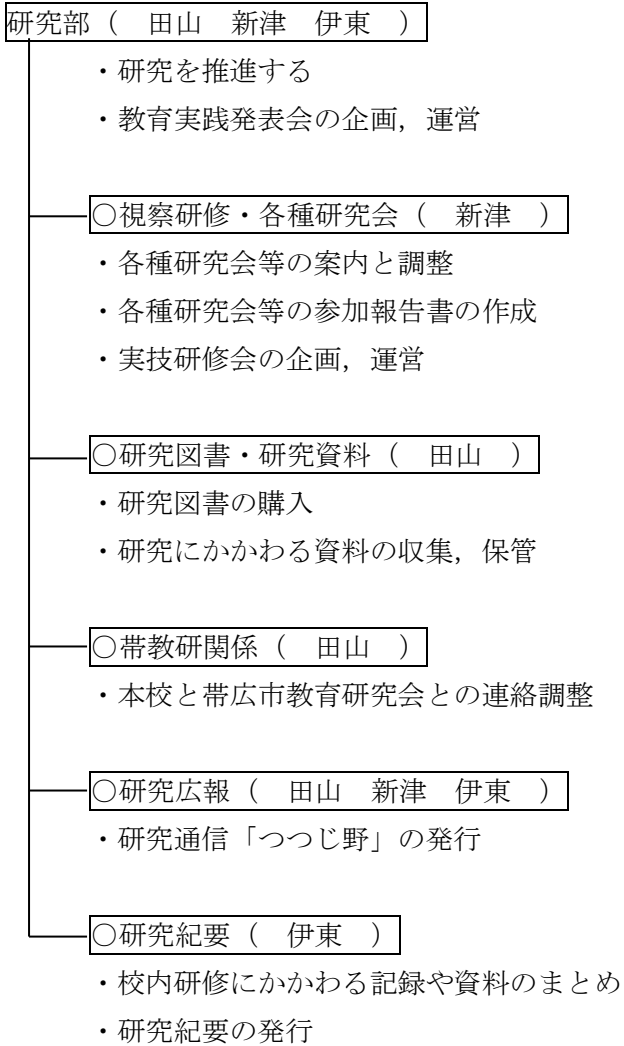 研究部（　田山　新津　伊東　）
・研究を推進する
・教育実践発表会の企画，運営
○視察研修・各種研究会（　新津　）
・各種研究会等の案内と調整
・各種研究会等の参加報告書の作成
・実技研修会の企画，運営
○研究図書・研究資料（　田山　）
・研究図書の購入
・研究にかかわる資料の収集，保管
○帯教研関係（　田山　）
・本校と帯広市教育研究会との連絡調整
○研究広報（　田山　新津　伊東　）
・研究通信「つつじ野」の発行
○研究紀要（　伊東　）
・校内研修にかかわる記録や資料のまとめ
・研究紀要の発行